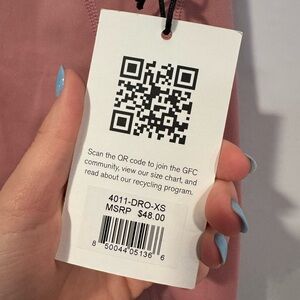 Scan the QR code to join the GFC
community, view our size chart, and
read about our recycling program.
4011-DRO-XS
MSRP $48.00
8 50044 05136 6